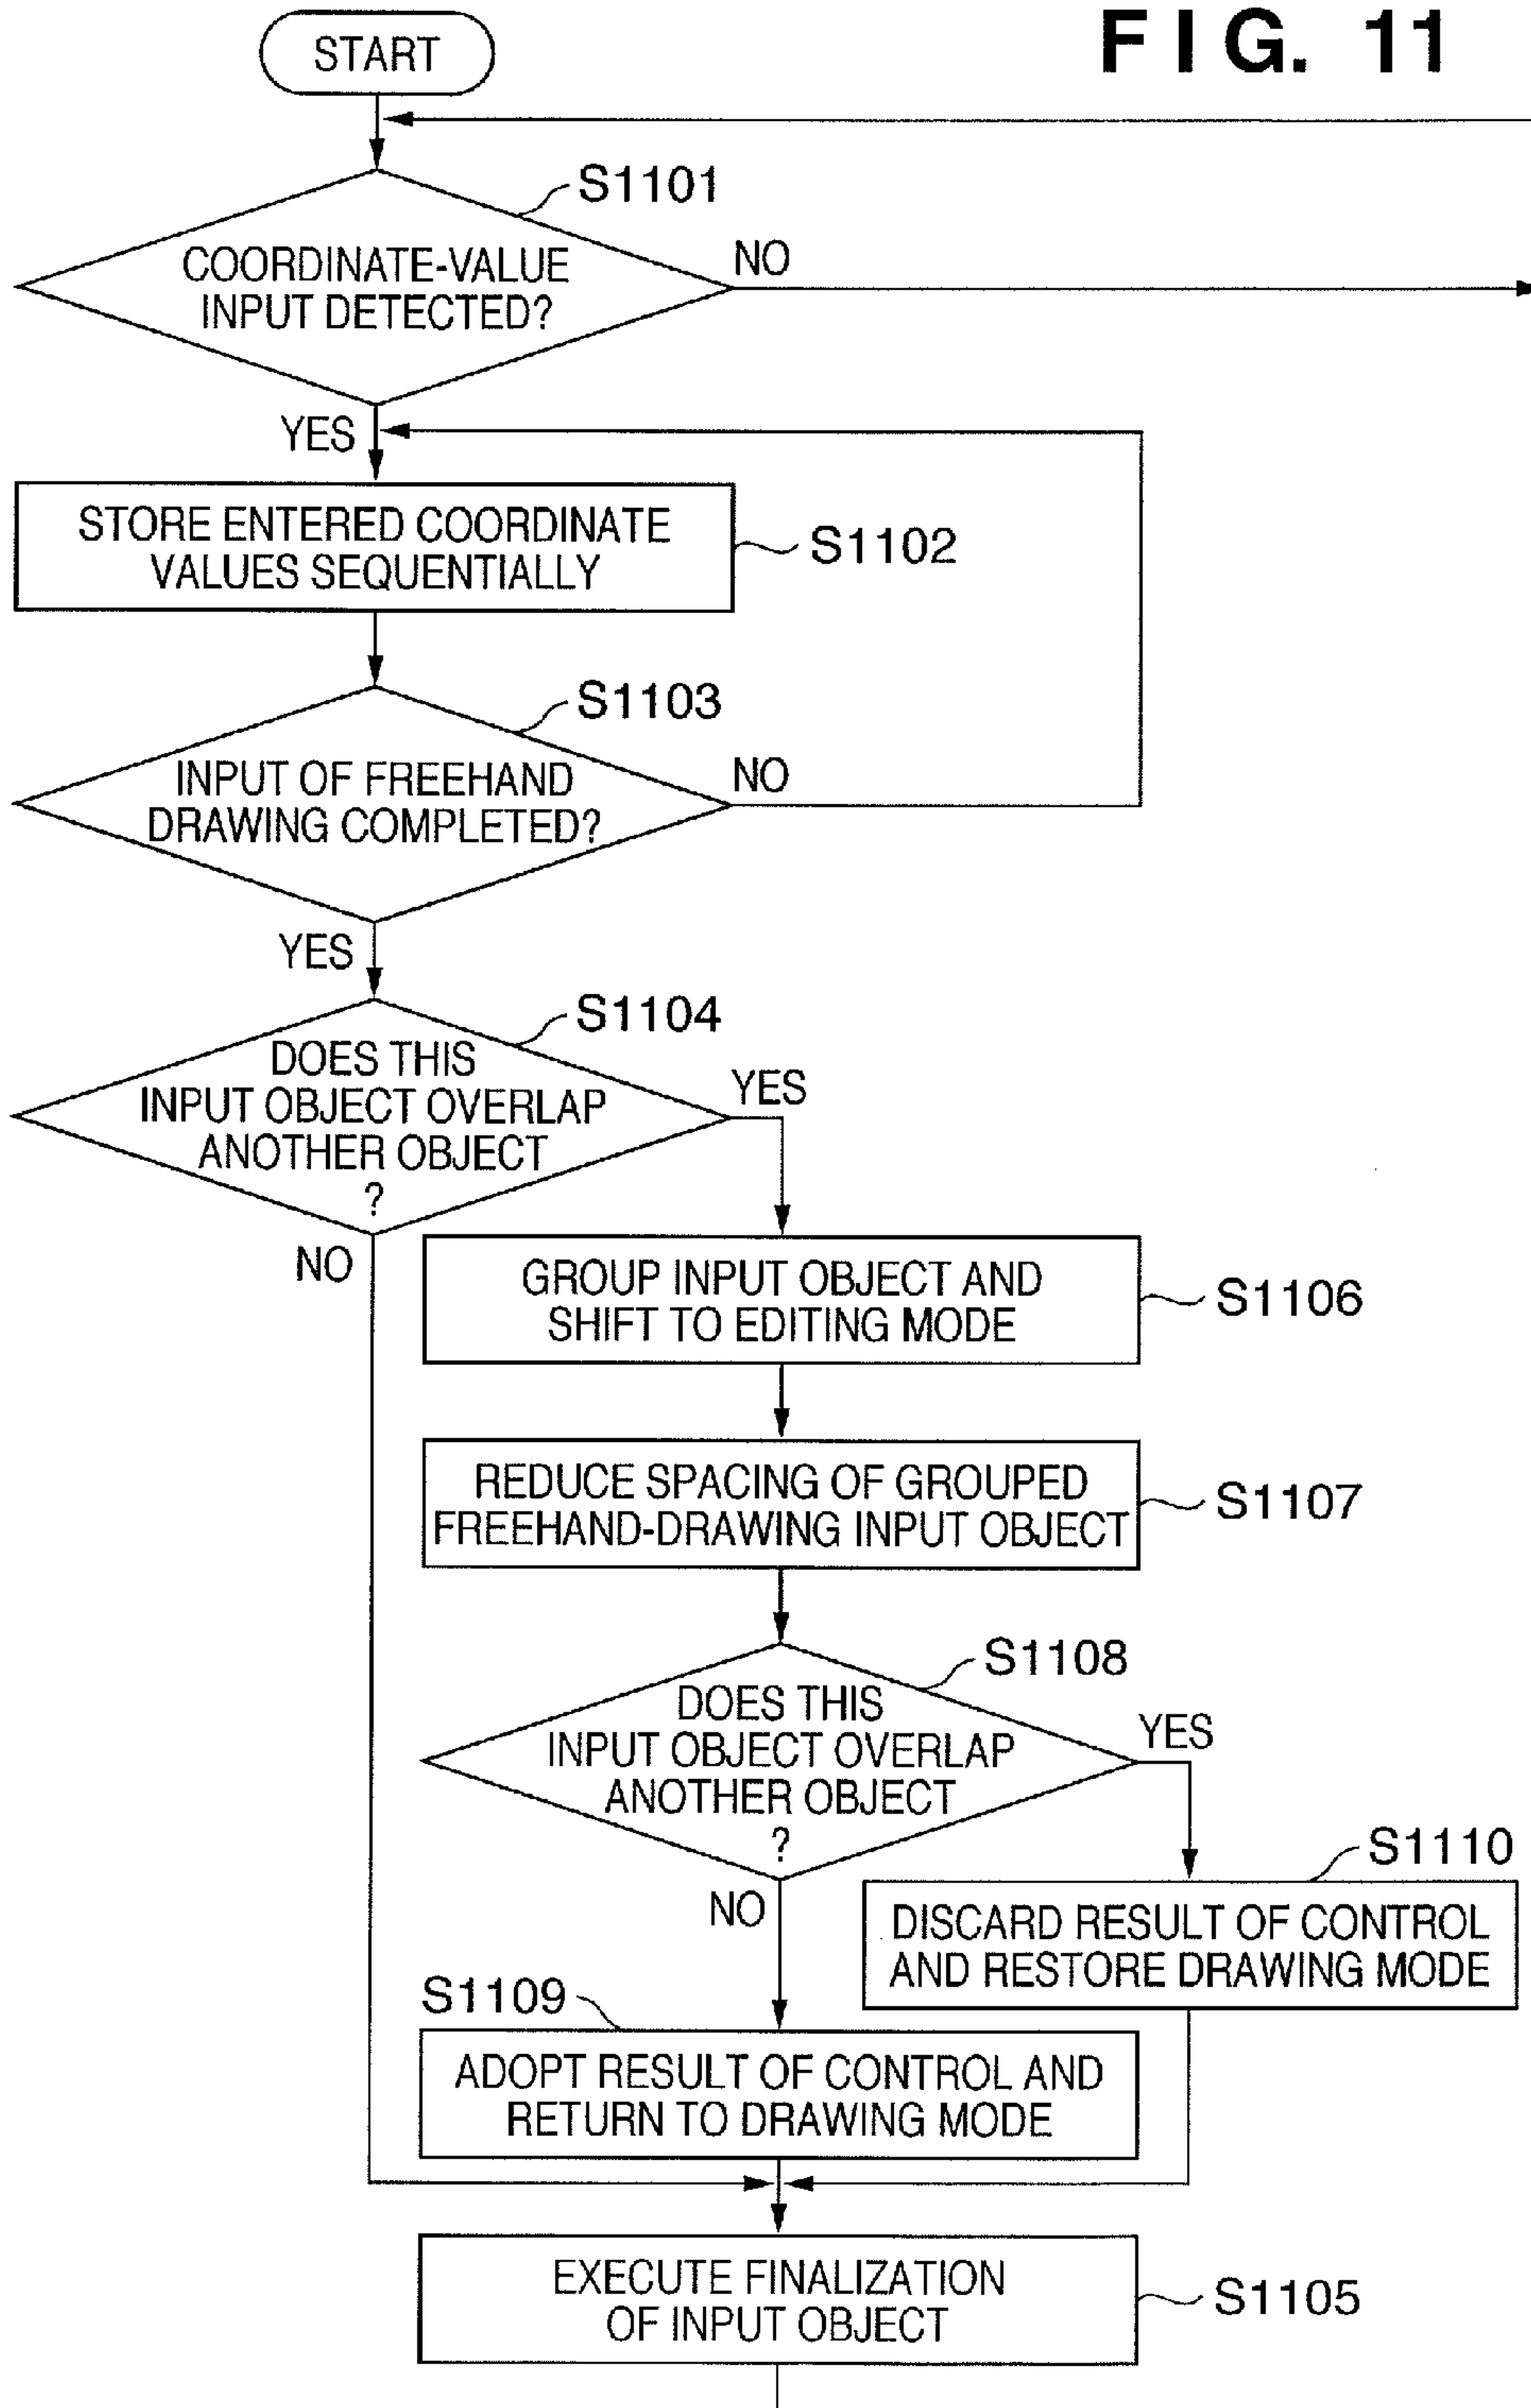 FIG. 11
START
S1101
COORDINATE-VALUE
INPUT DETECTED?
NO
YES
STORE ENTERED COORDINATE
VALUES SEQUENTIALLY
S1102
S1103
INPUT OF FREEHAND
DRAWING COMPLETED?
NO
YES
S1104
DOES THIS
INPUT OBJECT OVERLAP
ANOTHER OBJECT
?
YES
NO
GROUP INPUT OBJECT AND
SHIFT TO EDITING MODE
S1106
REDUCE SPACING OF GROUPED
FREEHAND-DRAWING INPUT OBJECT
S1107
S1108
DOES THIS
INPUT OBJECT OVERLAP
ANOTHER OBJECT
?
YES
NO
S1110
DISCARD RESULT OF CONTROL
AND RESTORE DRAWING MODE
S1109
ADOPT RESULT OF CONTROL AND
RETURN TO DRAWING MODE
EXECUTE FINALIZATION
OF INPUT OBJECT
S1105